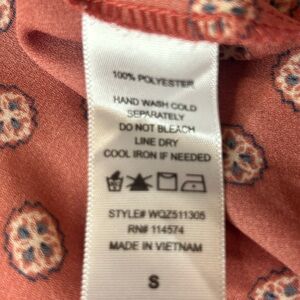 100% POLYESTER
HAND WASH COLD
SEPARATELY
DO NOT BLEACH
LINE DRY
COOL IRON IF NEEDED
STYLE# WQZ511305
RN# 114574
MADE IN VIETNAM
S